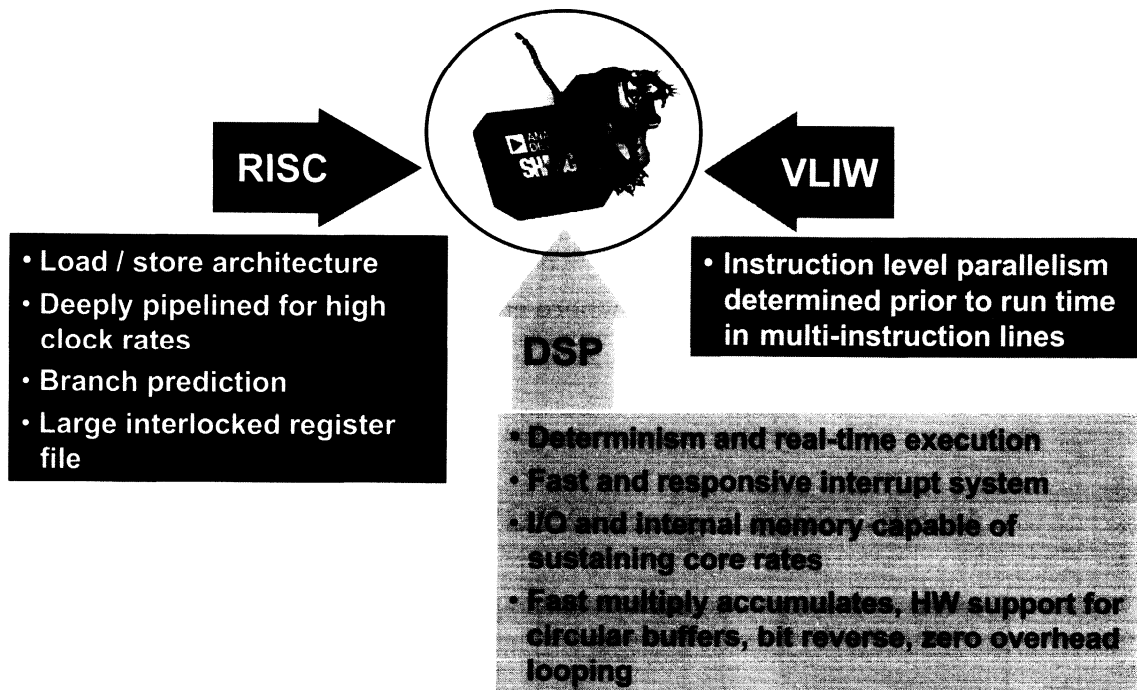 RISC
VLIW
• Load / store architecture
• Deeply pipelined for high
clock rates
• Branch prediction
• Large interlocked register
file
• Instruction level parallelism
determined prior to run time
in multi-instruction lines
DSP
• Determinism and real-time execution
• Fast and responsive interrupt system
• I/O and internal memory capable of
sustaining core rates
• Fast multiply accumulates, HW support for
circular buffers, bit reverse, zero overhead
looping